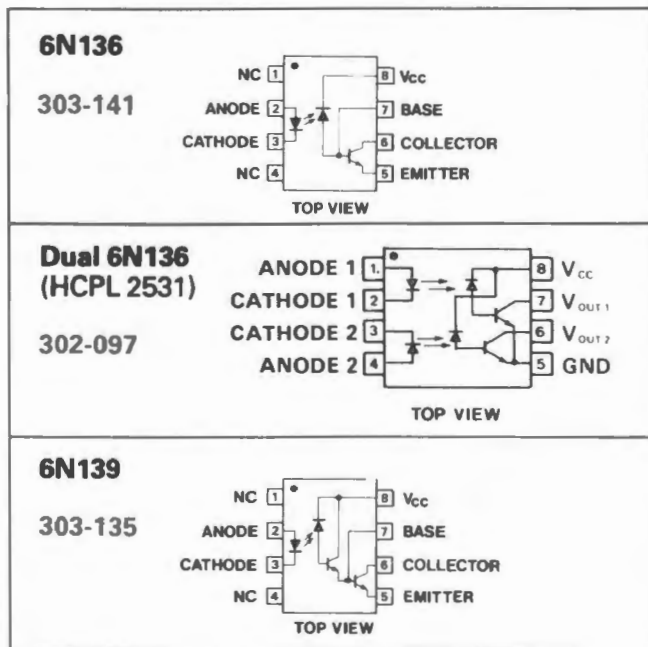 6N136
303-141
NC 1
ANODE 2
CATHODE 3
NC 4
8 Vcc
7 BASE
6 COLLECTOR
5 EMITTER
TOP VIEW
Dual 6N136
(HCPL 2531)
302-097
ANODE 1 1.
CATHODE 1 2
CATHODE 2 3
ANODE 2 4
8 VCC
7 VOUT 1
6 VOUT 2
5 GND
TOP VIEW
6N139
303-135
NC 1
ANODE 2
CATHODE 3
NC 4
8 Vcc
7 BASE
6 COLLECTOR
5 EMITTER
TOP VIEW